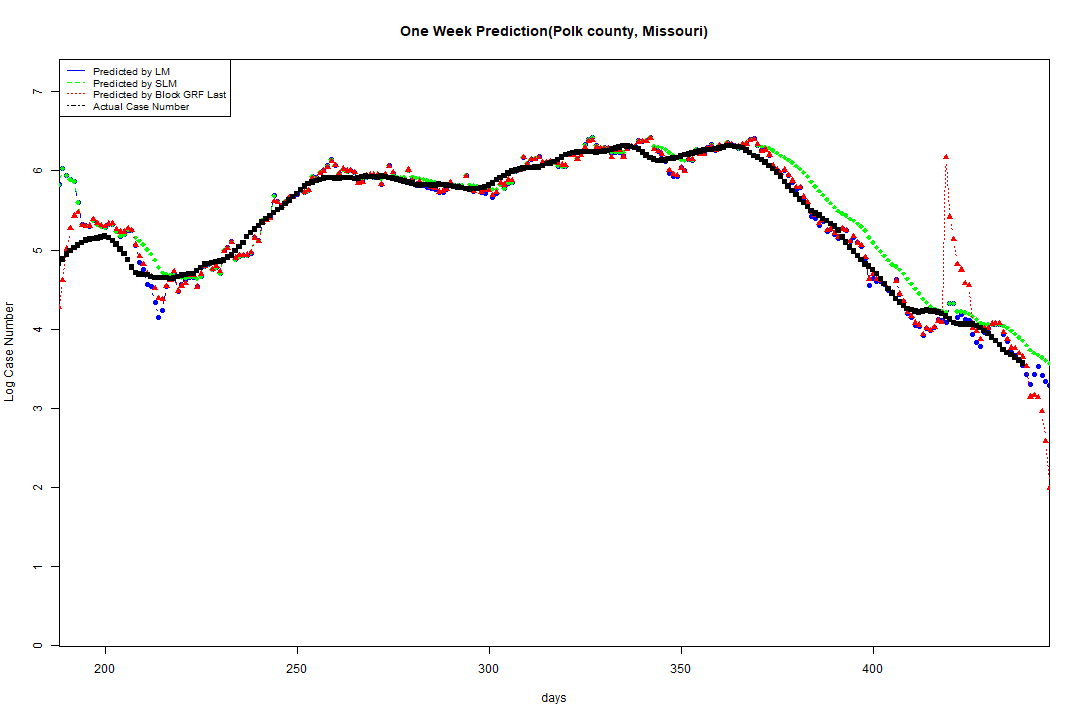 One Week Prediction(Polk county, Missouri)
Predicted by LM
Predicted by SLM
Predicted by Block GRF Last
Actual Case Number
Log Case Number
7
6
5
4
3
2
1
0
200 250 300 350 400
days